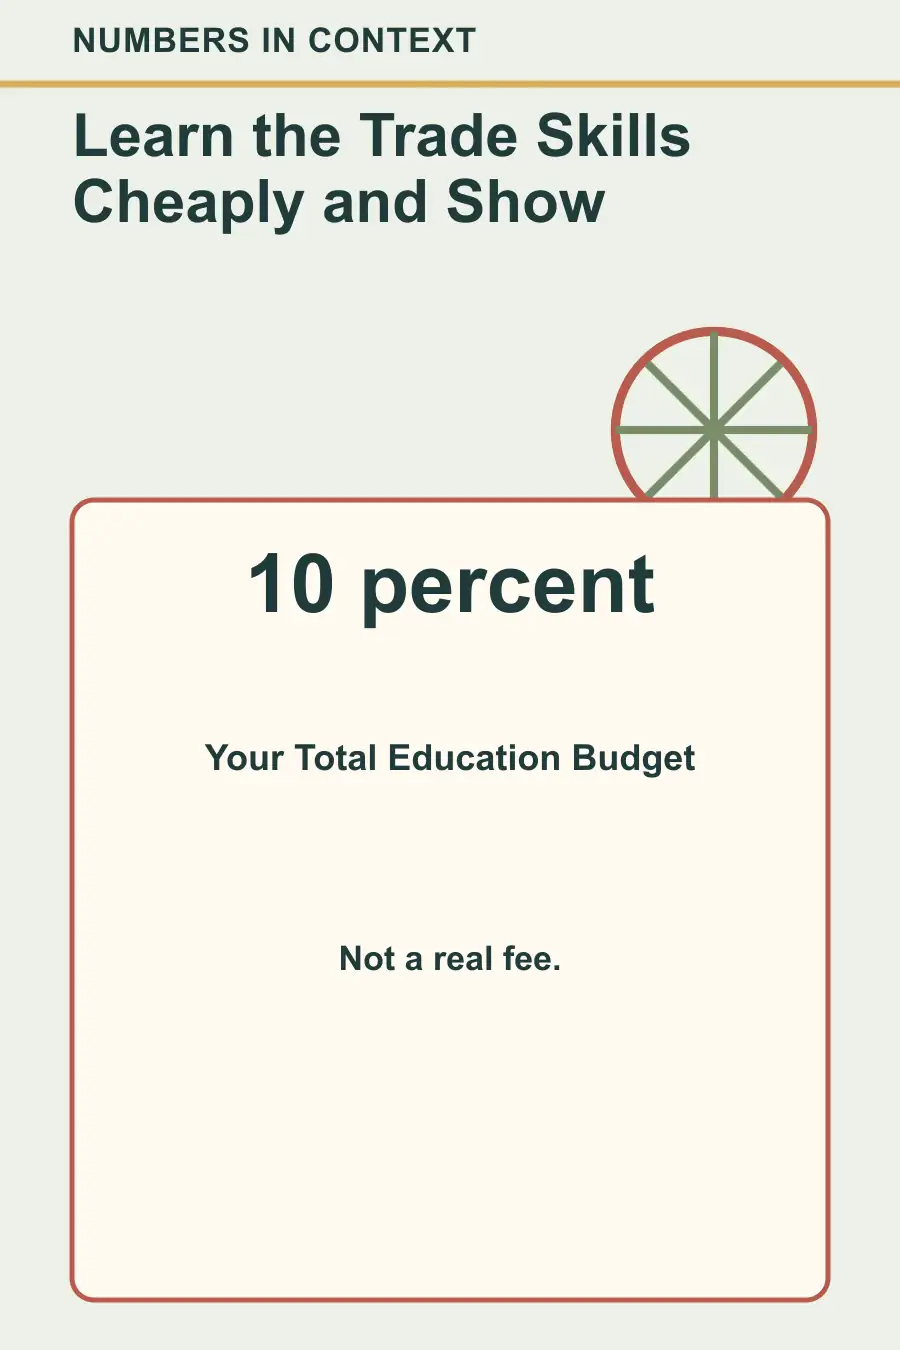 NUMBERS IN CONTEXT
Learn the Trade Skills
Cheaply and Show
10 percent
Your Total Education Budget
Not a real fee.